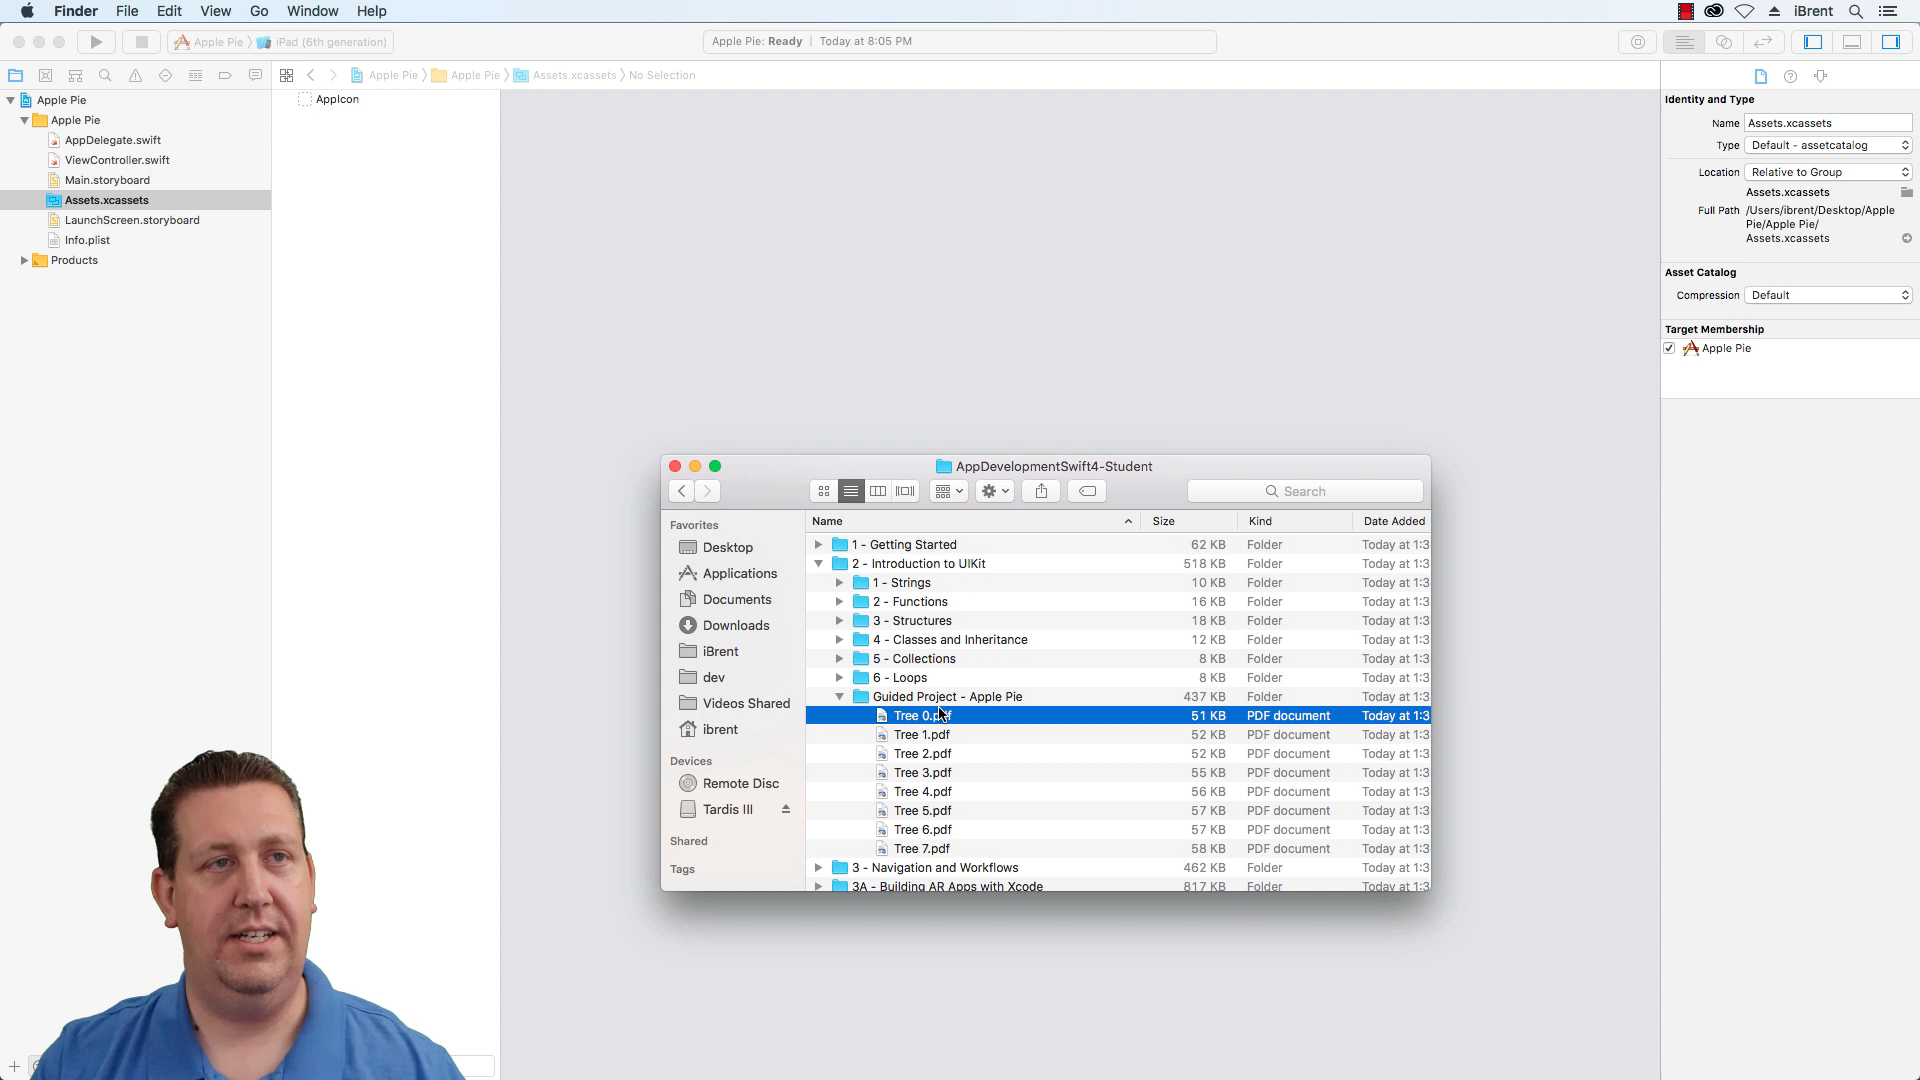 Finder File Edit View Go Window Help
iBrent
Apple Pie iPad (6th generation)
Apple Pie: Ready | Today at 8:05 PM
Apple Pie Apple Pie Assets.xcassets No Selection
Apple Pie
Apple Pie
AppDelegate.swift
ViewController.swift
Main.storyboard
Assets.xcassets
LaunchScreen.storyboard
Info.plist
Products
AppIcon
Identity and Type
Name Assets.xcassets
Type Default - assetcatalog
Location Relative to Group
Assets.xcassets
Full Path /Users/ibrent/Desktop/Apple
Pie/Apple Pie/
Assets.xcassets
Asset Catalog
Compression Default
Target Membership
Apple Pie
AppDevelopmentSwift4-Student
Search
Favorites
Desktop
Applications
Documents
Downloads
iBrent
dev
Videos Shared
ibrent
Devices
Remote Disc
Tardis III
Shared
Tags
Name Size Kind Date Added
1 - Getting Started 62 KB Folder Today at 1:3
2 - Introduction to UIKit 518 KB Folder Today at 1:3
1 - Strings 10 KB Folder Today at 1:3
2 - Functions 16 KB Folder Today at 1:3
3 - Structures 18 KB Folder Today at 1:3
4 - Classes and Inheritance 12 KB Folder Today at 1:3
5 - Collections 8 KB Folder Today at 1:3
6 - Loops 8 KB Folder Today at 1:3
Guided Project - Apple Pie 437 KB Folder Today at 1:3
Tree 0.pdf 51 KB PDF document Today at 1:3
Tree 1.pdf 52 KB PDF document Today at 1:3
Tree 2.pdf 52 KB PDF document Today at 1:3
Tree 3.pdf 55 KB PDF document Today at 1:3
Tree 4.pdf 56 KB PDF document Today at 1:3
Tree 5.pdf 57 KB PDF document Today at 1:3
Tree 6.pdf 57 KB PDF document Today at 1:3
Tree 7.pdf 58 KB PDF document Today at 1:3
3 - Navigation and Workflows 462 KB Folder Today at 1:3
3A - Building AR Apps with Xcode 817 KB Folder Today at 1:3